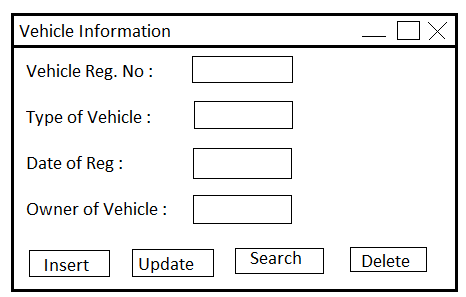 Vehicle Information
Vehicle Reg. No :
Type of Vehicle :
Date of Reg :
Owner of Vehicle :
Insert Update Search Delete